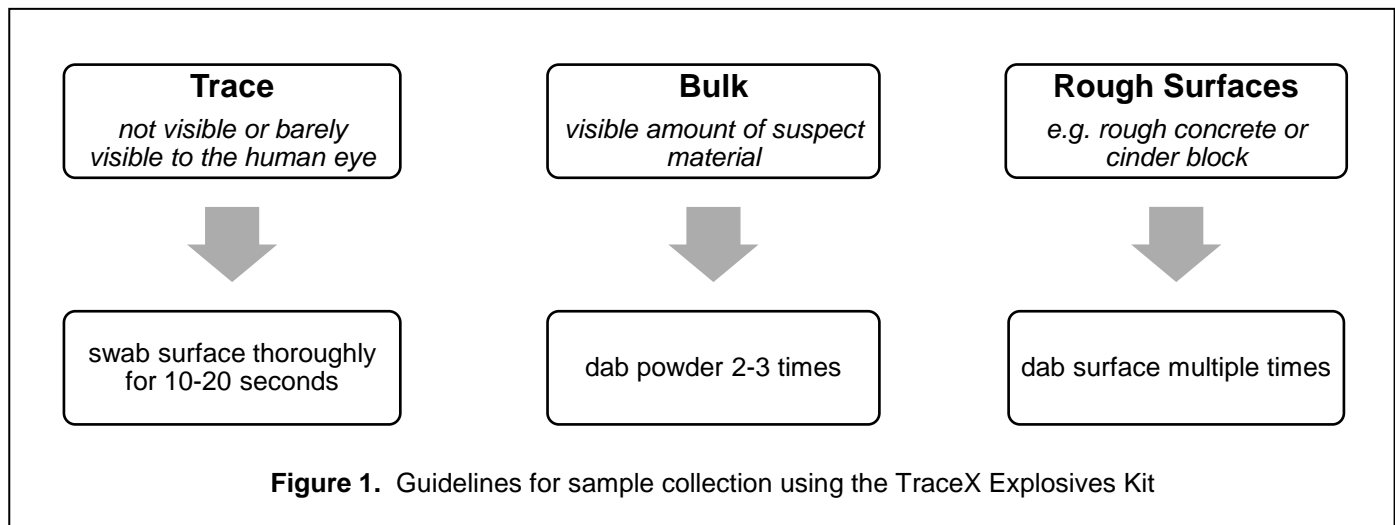 Trace
not visible or barely
visible to the human eye
Bulk
visible amount of suspect
material
Rough Surfaces
e.g. rough concrete or
cinder block
swab surface thoroughly
for 10-20 seconds
dab powder 2-3 times
dab surface multiple times
Figure 1. Guidelines for sample collection using the TraceX Explosives Kit